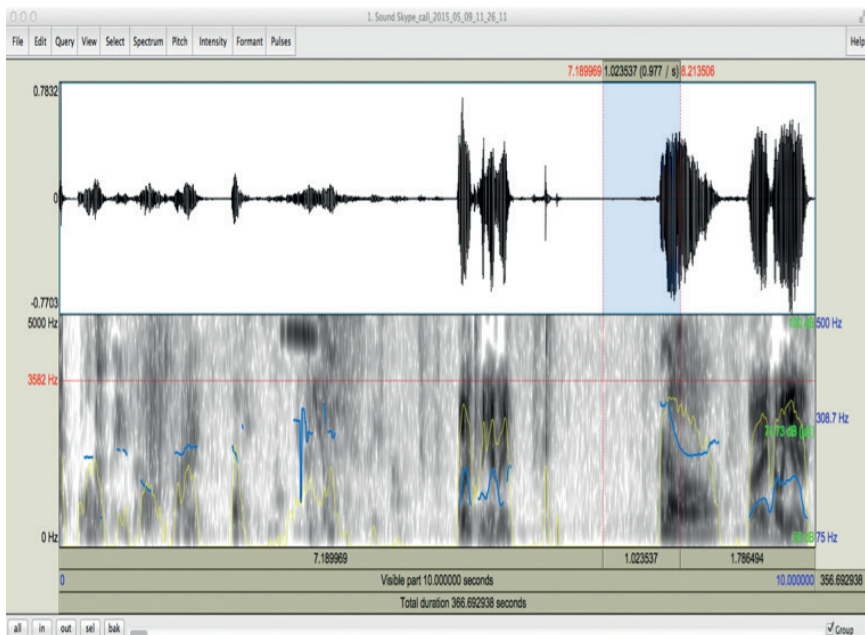 1. Sound Skype_call_2015_05_09_11_26_11
File Edit Query View Select Spectrum Pitch Intensity Formant Pulses Help
7.189969 1.023537 (0.977 / s) 8.213506
0.7832
0
-0.7703
5000 Hz 500 Hz
3582 Hz
308.7 Hz
0 Hz 75 Hz
7.189969 1.023537 1.786494
0 Visible part 10.000000 seconds 10.000000 356.692938
Total duration 366.692938 seconds
all in out sel bak Group